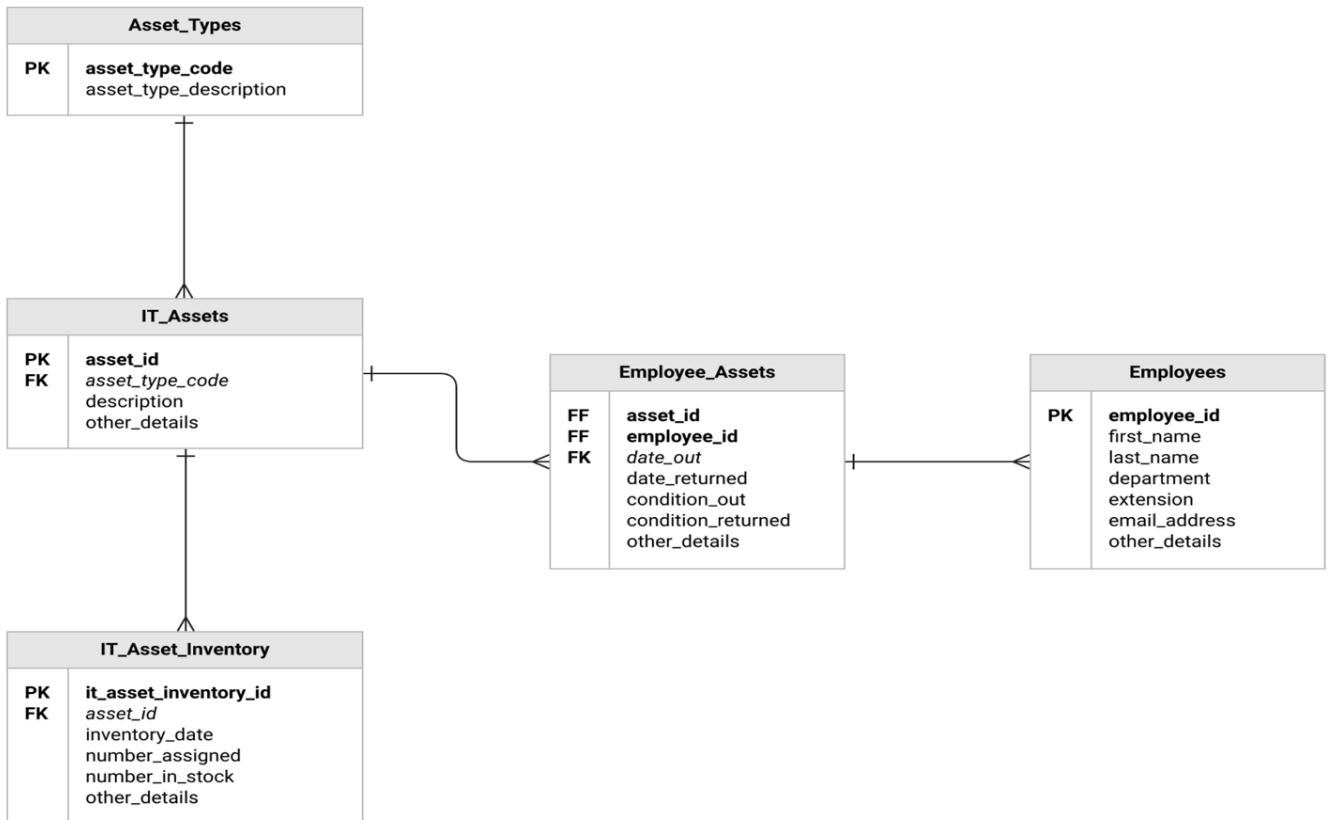 Asset_Types
PK asset_type_code
asset_type_description
IT_Assets
PK asset_id
FK asset_type_code
description
other_details
Employee_Assets
FF asset_id
FF employee_id
FK date_out
date_returned
condition_out
condition_returned
other_details
Employees
PK employee_id
first_name
last_name
department
extension
email_address
other_details
IT_Asset_Inventory
PK it_asset_inventory_id
FK asset_id
inventory_date
number_assigned
number_in_stock
other_details